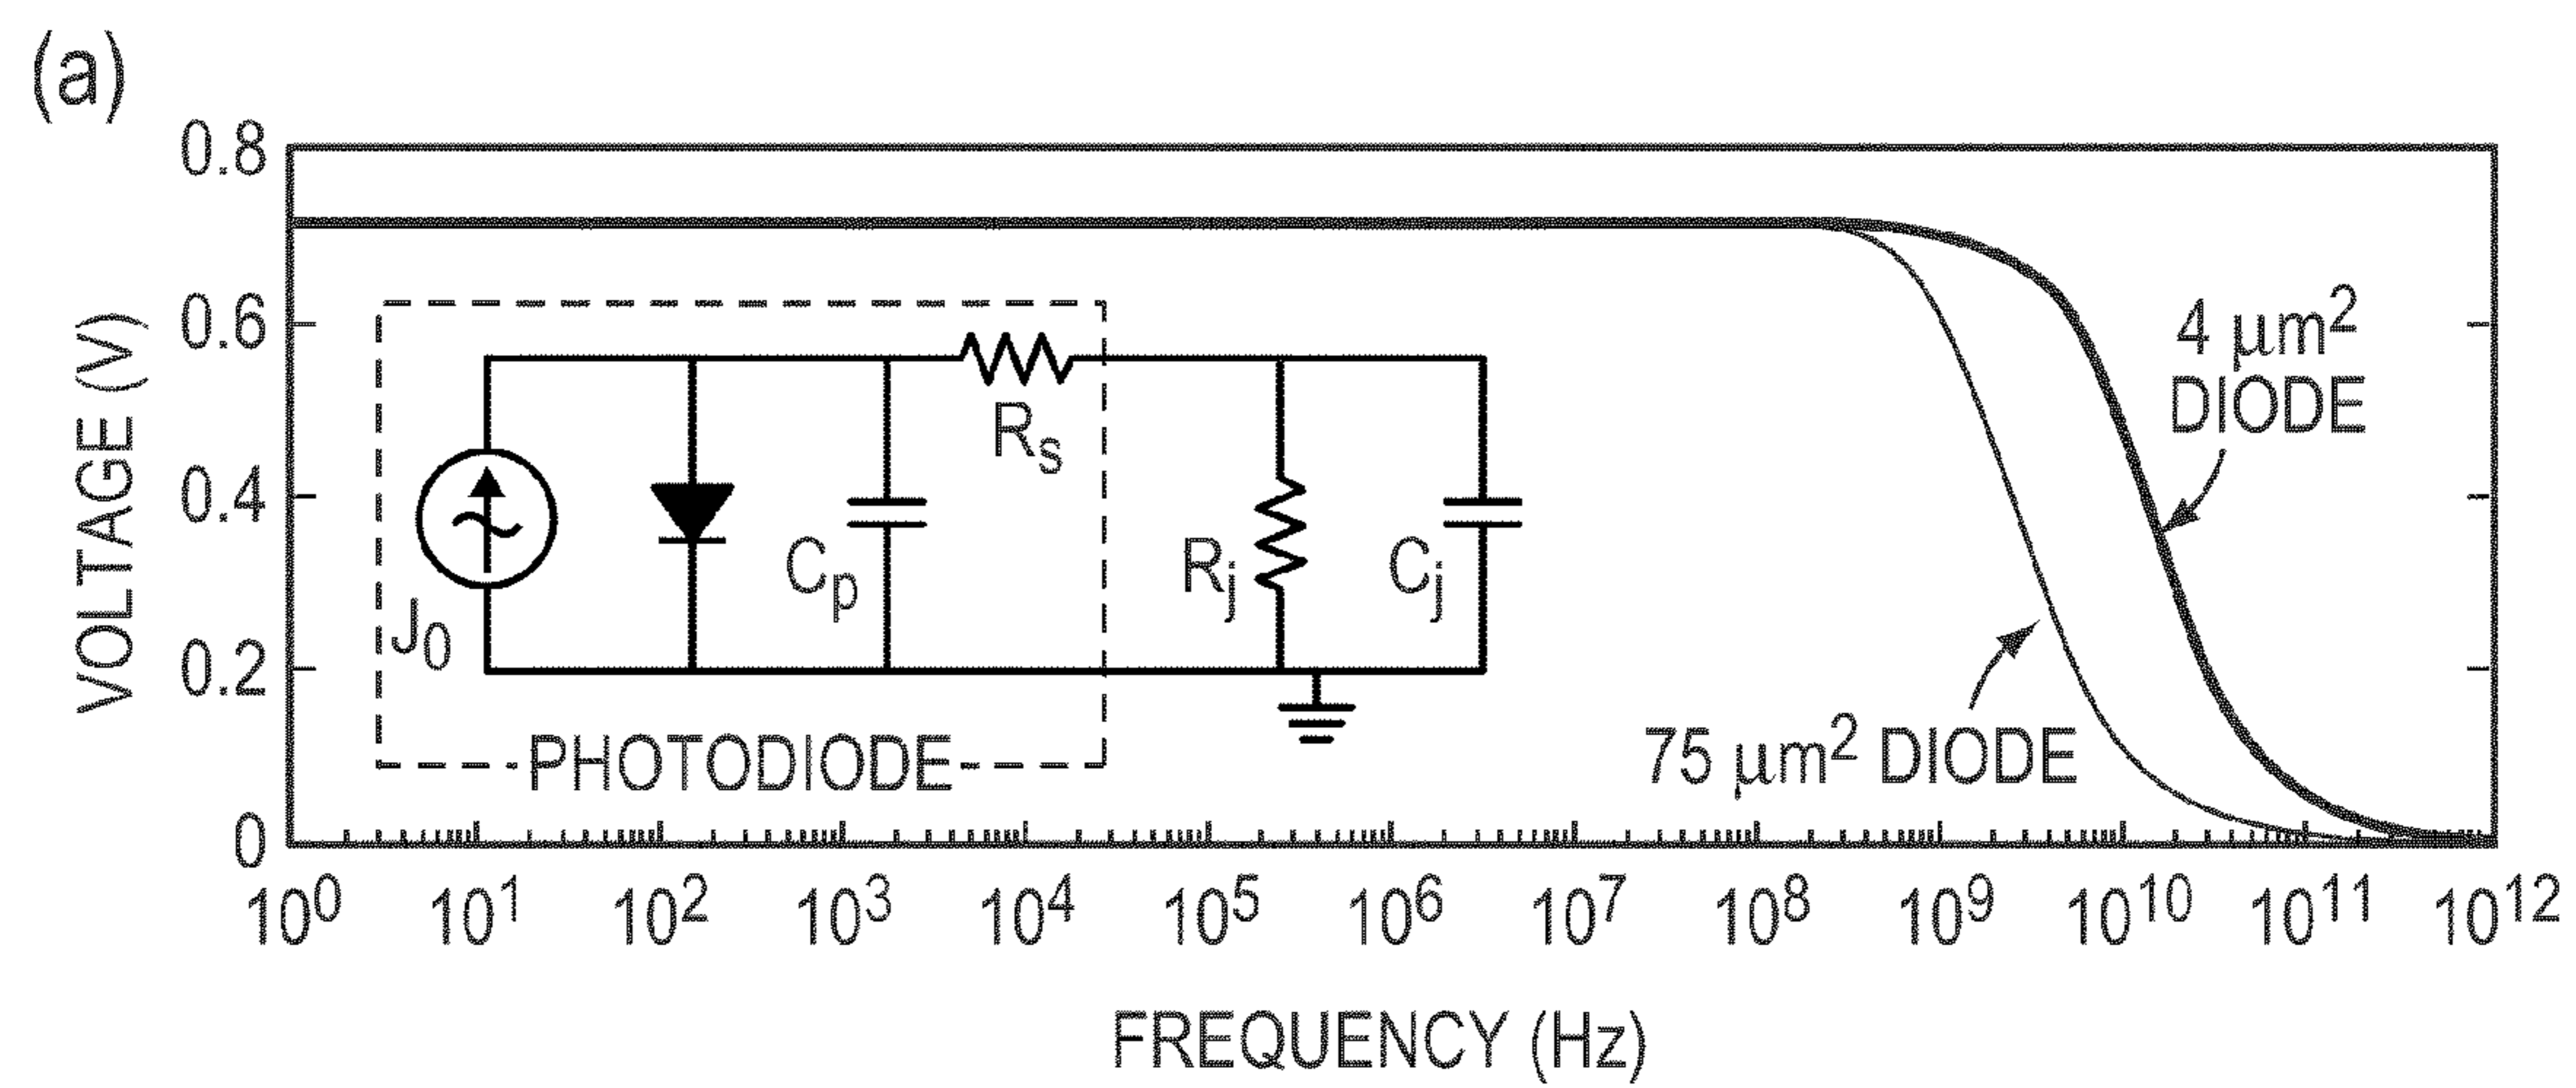 (a)
VOLTAGE (V)
0.8
0.6
0.4
0.2
0
J0
Cp
Rs
Rj
Cj
PHOTODIODE
4 μm2
DIODE
75 μm2 DIODE
10^0 10^1 10^2 10^3 10^4 10^5 10^6 10^7 10^8 10^9 10^10 10^11 10^12
FREQUENCY (Hz)